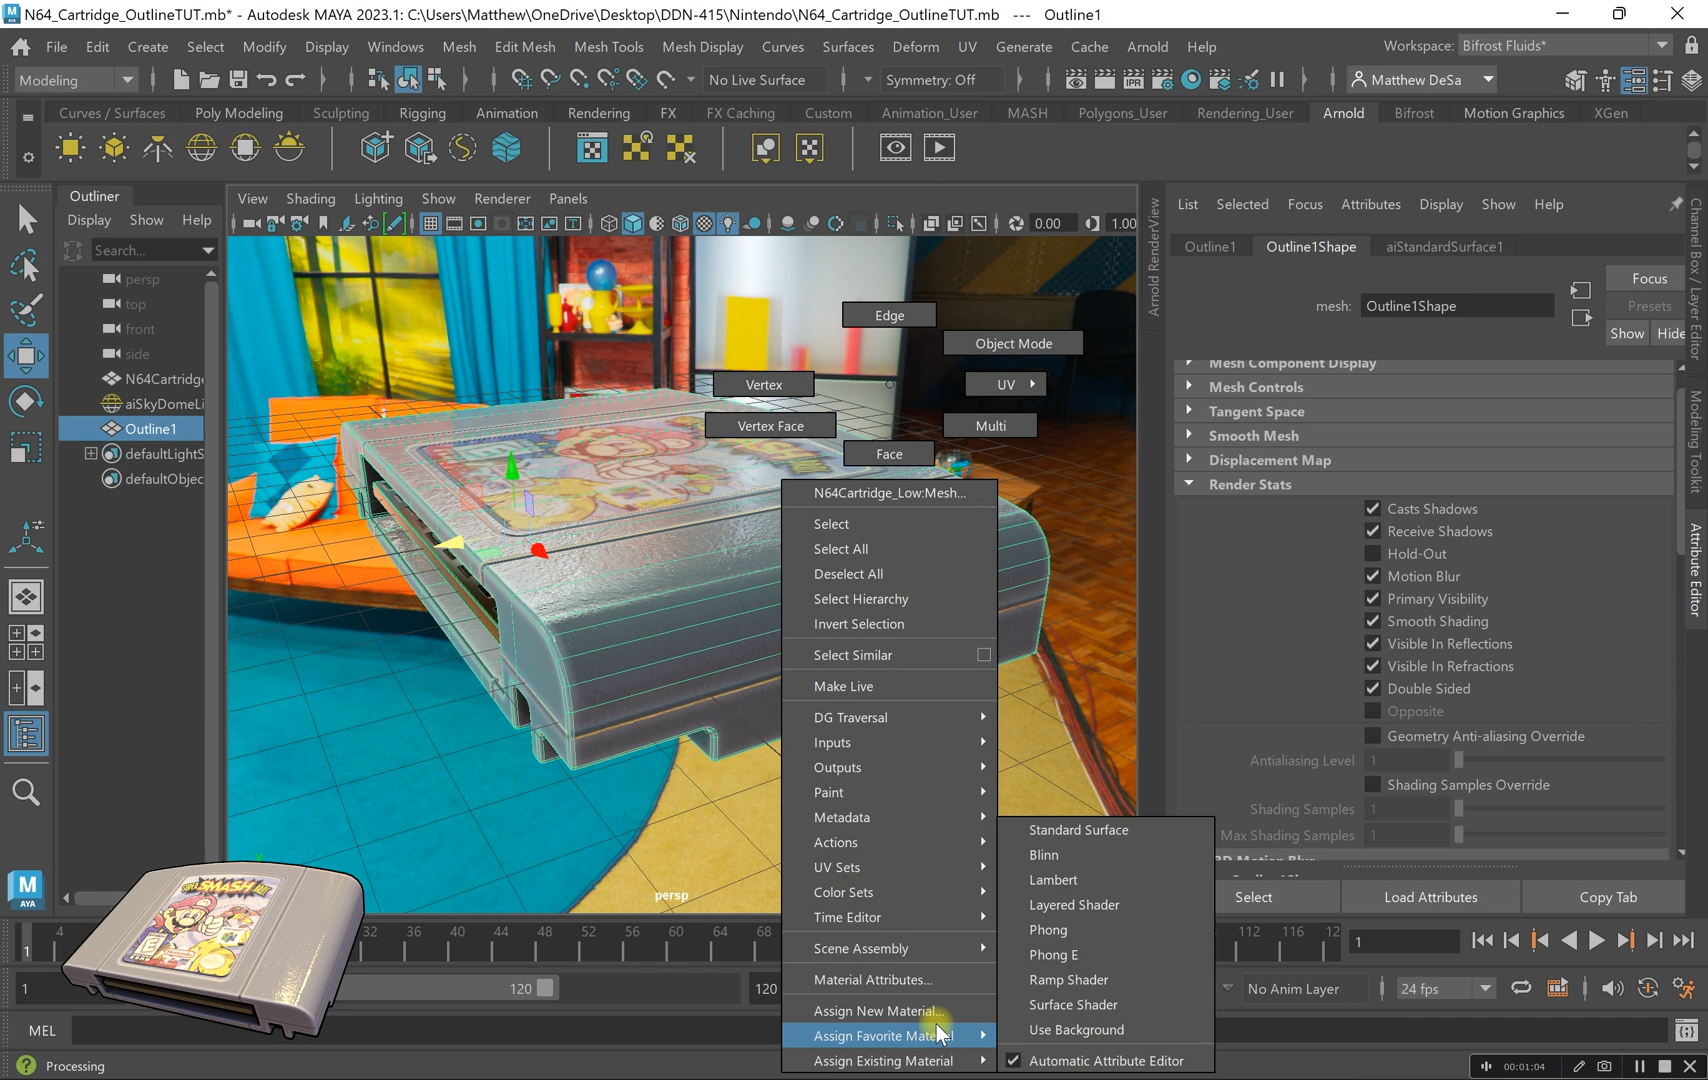 N64_Cartridge_OutlineTUT.mb* - Autodesk MAYA 2023.1: C:\Users\Matthew\OneDrive\Desktop\DDN-415\Nintendo\N64_Cartridge_OutlineTUT.mb --- Outline1
File Edit Create Select Modify Display Windows Mesh Edit Mesh Mesh Tools Mesh Display Curves Surfaces Deform UV Generate Cache Arnold Help Workspace: Bifrost Fluids*
Modeling No Live Surface Symmetry: Off IPR Matthew DeSa
Curves / Surfaces Poly Modeling Sculpting Rigging Animation Rendering FX FX Caching Custom Animation_User MASH Polygons_User Rendering_User Arnold Bifrost Motion Graphics XGen
Outliner
Display Show Help
Search...
persp
top
front
side
N64Cartridge
aiSkyDomeLi
Outline1
defaultLightS
defaultObjec
View Shading Lighting Show Renderer Panels
0.00 1.00
Edge
Object Mode
Vertex
UV
Vertex Face
Multi
Face
N64Cartridge_Low:Mesh...
Select
Select All
Deselect All
Select Hierarchy
Invert Selection
Select Similar
Make Live
DG Traversal
Inputs
Outputs
Paint
Metadata
Actions
UV Sets
Color Sets
Time Editor
Scene Assembly
Material Attributes...
Assign New Material...
Assign Favorite Mate
Assign Existing Material
Standard Surface
Blinn
Lambert
Layered Shader
Phong
Phong E
Ramp Shader
Surface Shader
Use Background
Automatic Attribute Editor
persp
Arnold RenderView
List Selected Focus Attributes Display Show Help
Outline1 Outline1Shape aiStandardSurface1
mesh: Outline1Shape
Focus
Presets
Show Hide
Mesh Component Display
Mesh Controls
Tangent Space
Smooth Mesh
Displacement Map
Render Stats
Casts Shadows
Receive Shadows
Hold-Out
Motion Blur
Primary Visibility
Smooth Shading
Visible In Reflections
Visible In Refractions
Double Sided
Opposite
Geometry Anti-aliasing Override
Antialiasing Level 1
Shading Samples Override
Shading Samples 1
Max Shading Samples 1
3D Motion Blur
Select Load Attributes Copy Tab
Channel Box / Layer Editor
Modeling Toolkit
Attribute Editor
M
AYA
SUPER SMASH BROS
1 4 32 36 40 44 48 52 56 60 64 68 112 116 12 1
1 120 120 No Anim Layer 24 fps
MEL
Processing
00:01:04